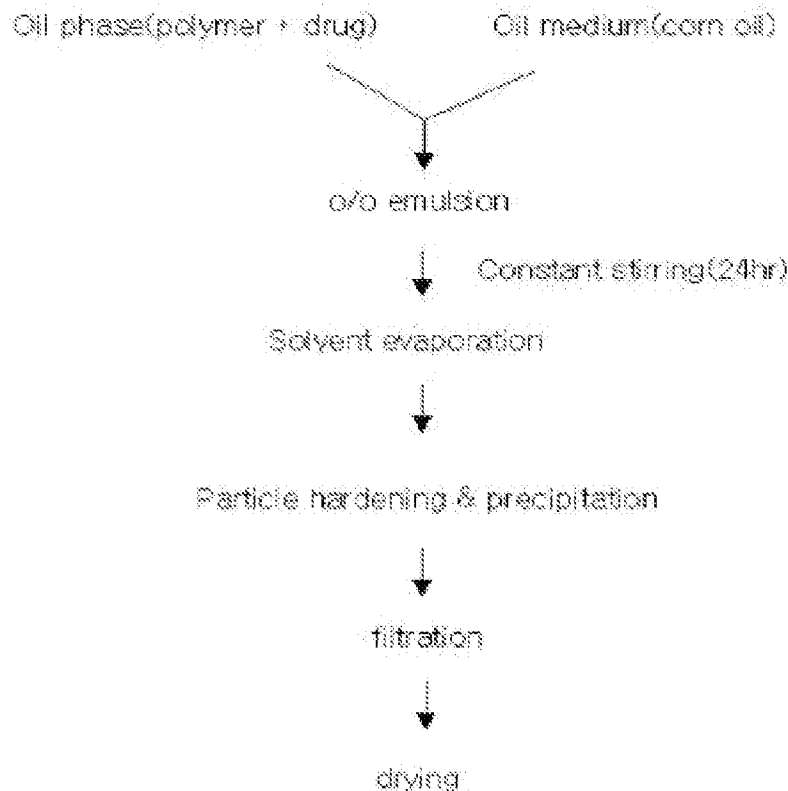 Oil phase(polymer + drug) Oil medium(corn oil)
o/o emulsion
Constant stirring(24hr)
Solvent evaporation
Particle hardening & precipitation
filtration
drying